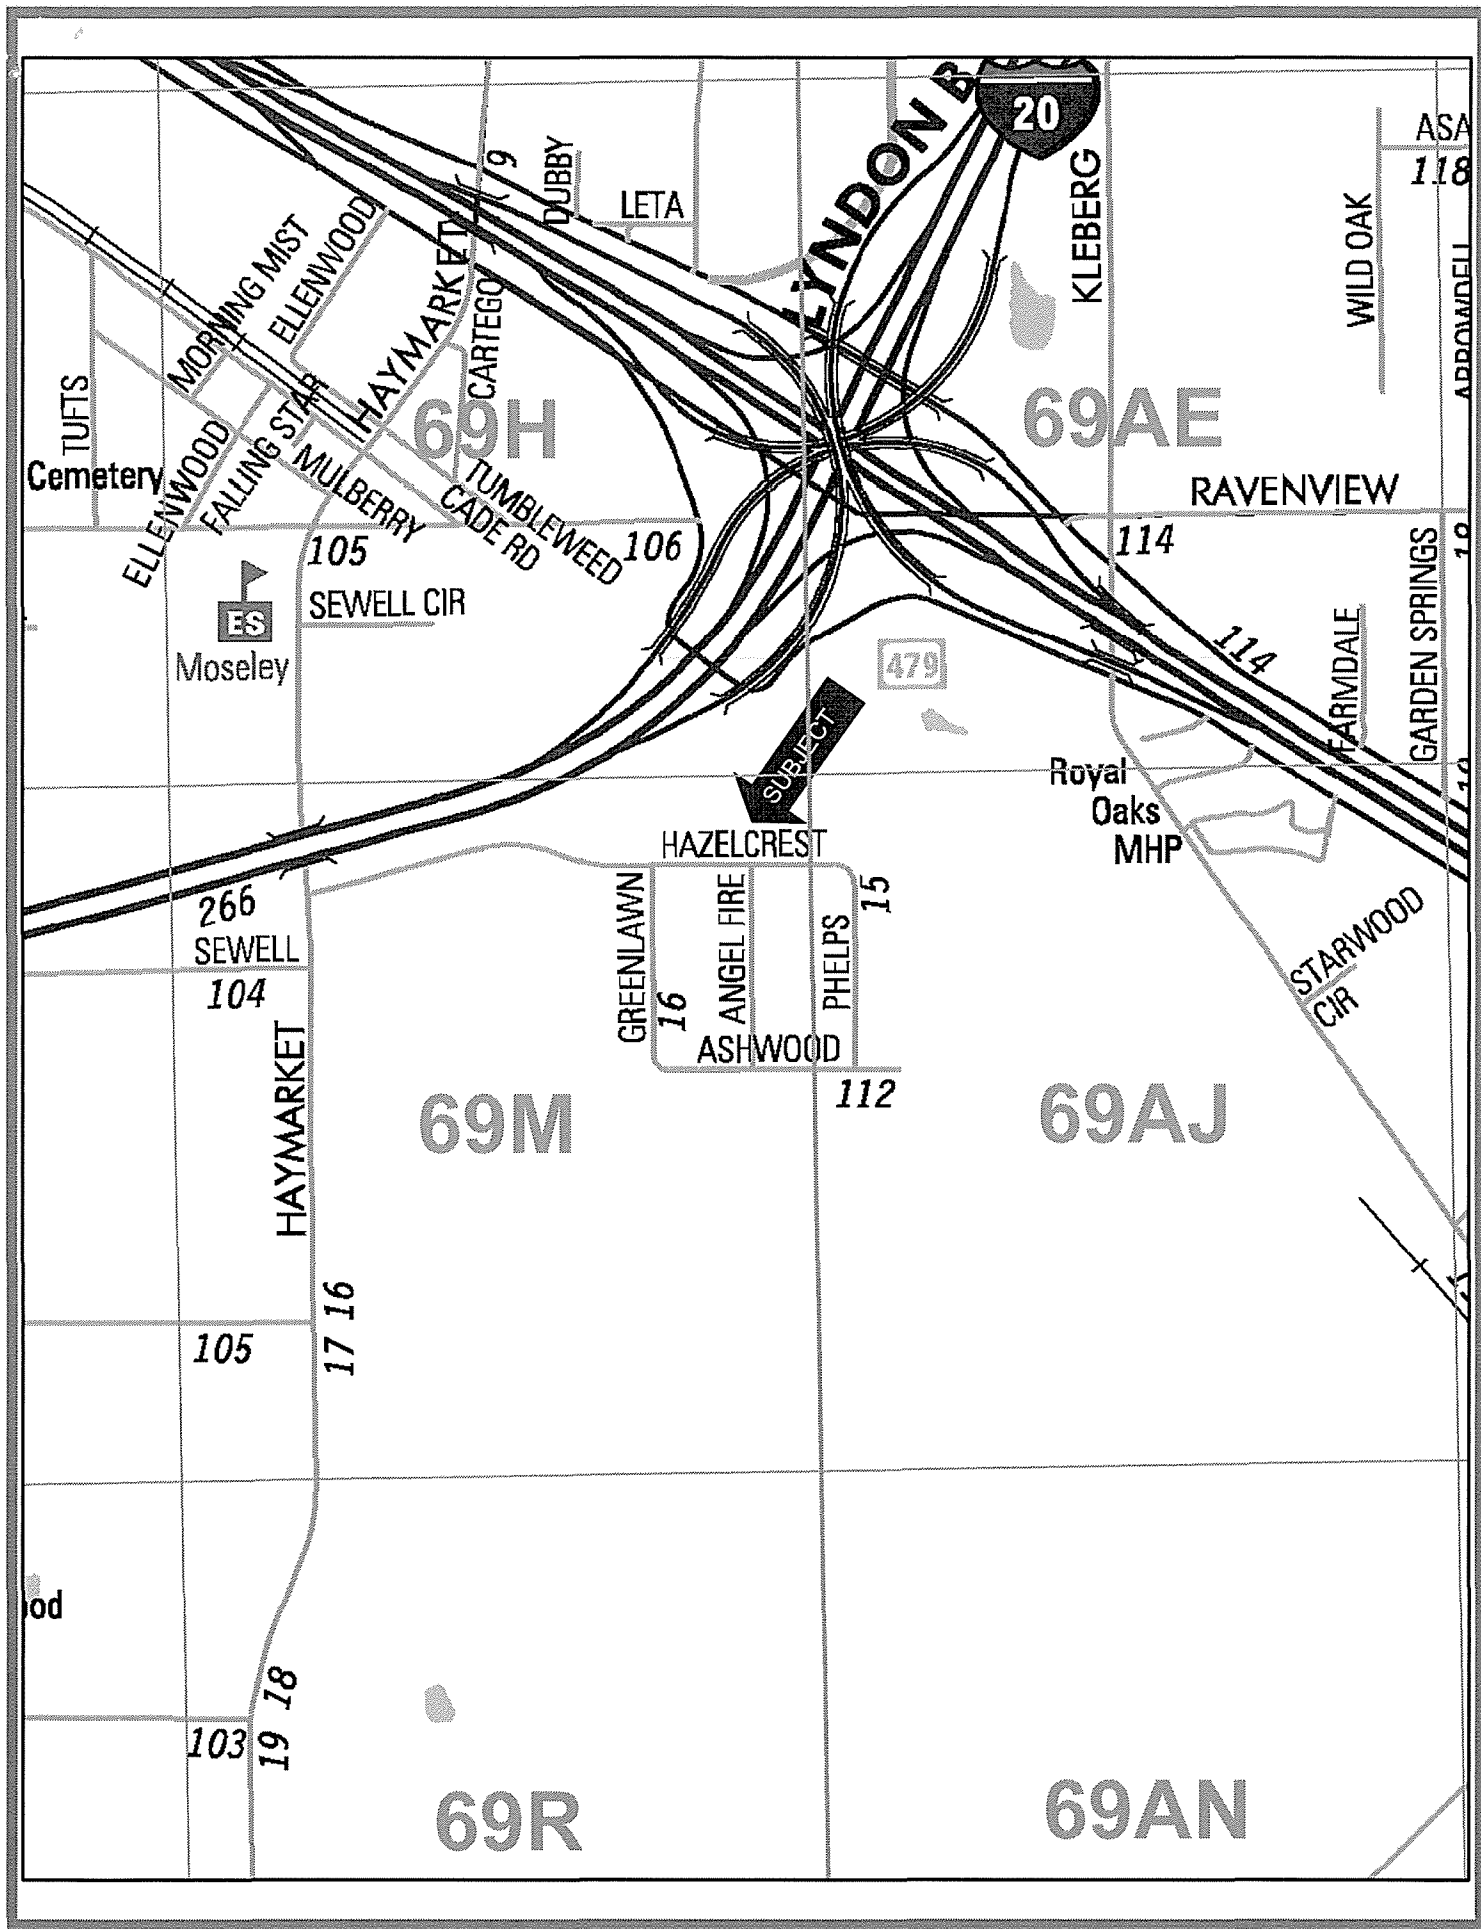 LYNDON B
20
KLEBERG
ASA
118
9
DUBBY
LETA
WILD OAK
MORNING MIST
ELLENWOOD
HAYMARKET
CARTEGO
TUFTS
69H
69AE
Cemetery
ELLENWOOD
FALLING STAR
MULBERRY
TUMBLEWEED
CADE RD
RAVENVIEW
105
106
114
SEWELL CIR
ES
Moseley
479
114
FARMDALE
GARDEN SPRINGS
SUBJECT
Royal
Oaks
MHP
HAZELCREST
266
SEWELL
104
GREENLAWN
16
ANGEL FIRE
PHELPS
15
ASHWOOD
112
STARWOOD
CIR
HAYMARKET
69M
69AJ
16
17
105
ood
18
19
103
69R
69AN